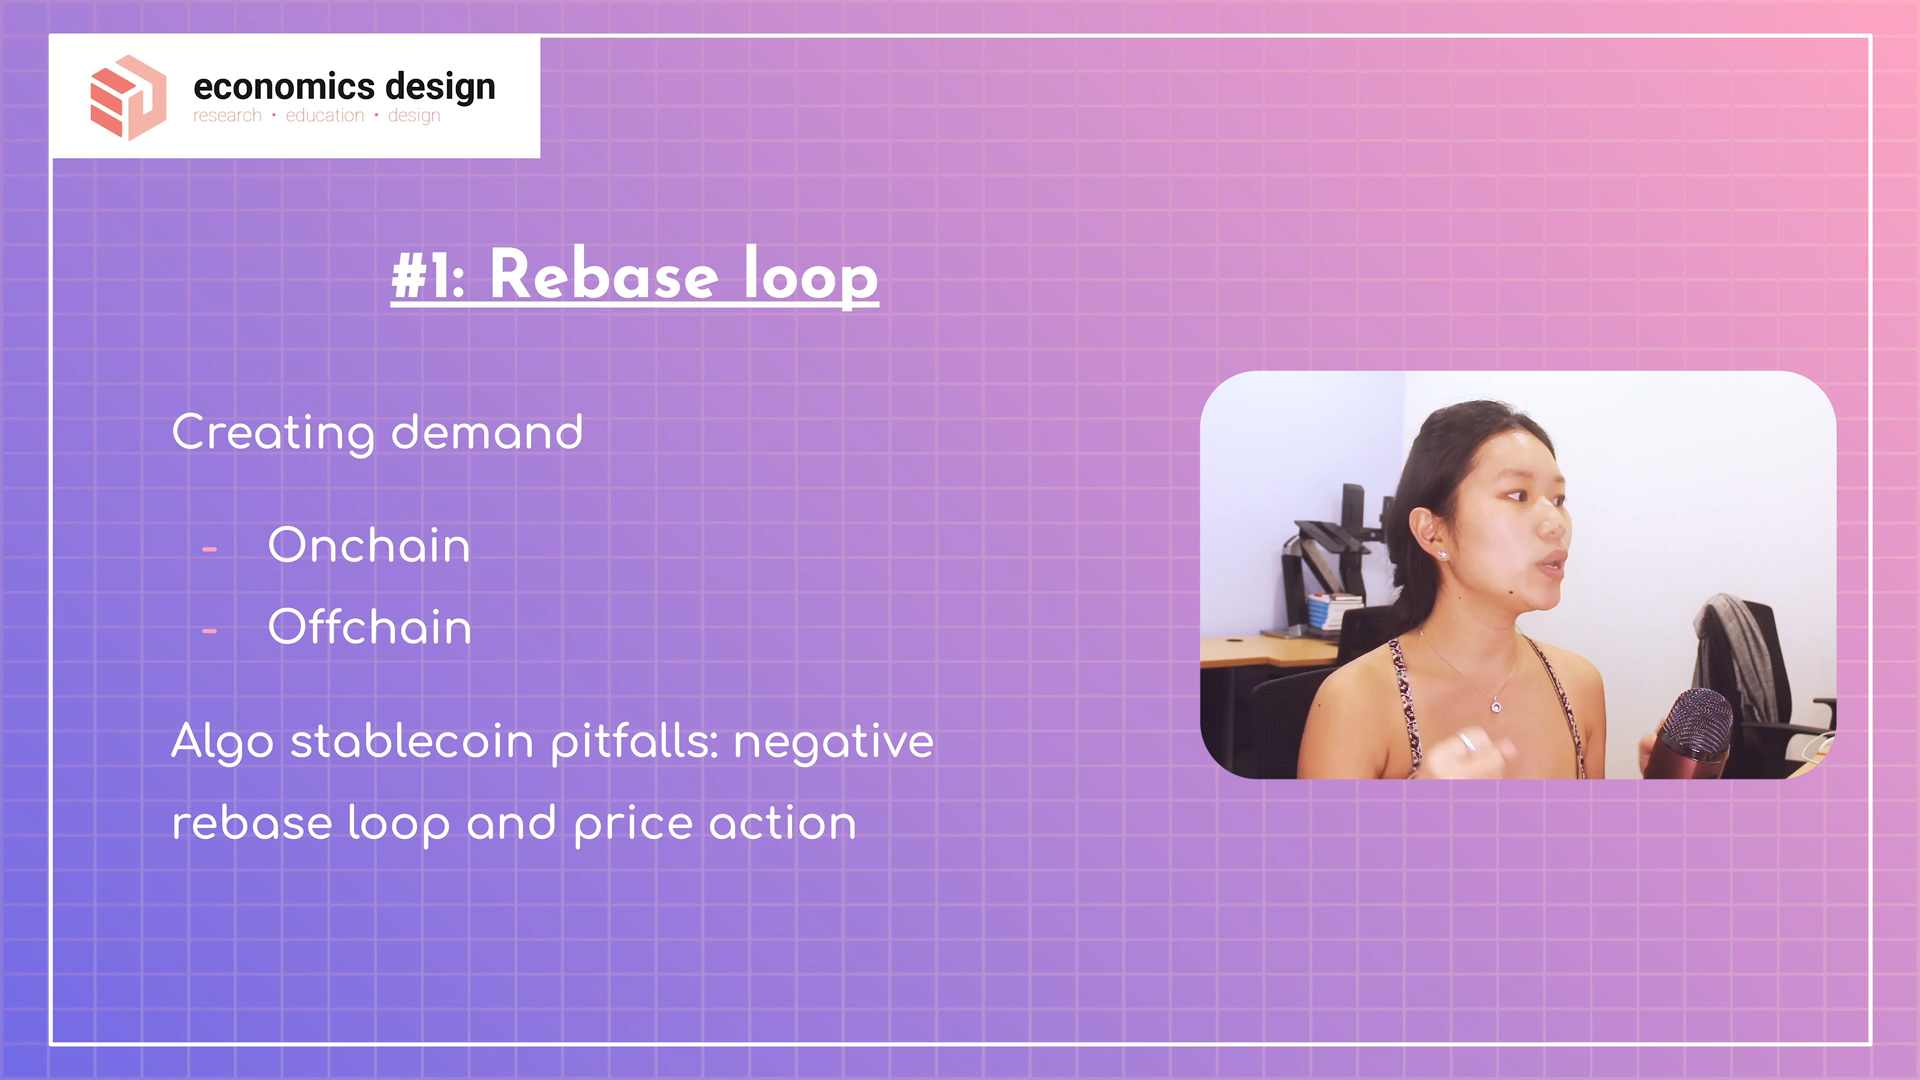 economics design
research • education • design
#1: Rebase loop
Creating demand
- Onchain
- Offchain
Algo stablecoin pitfalls: negative
rebase loop and price action